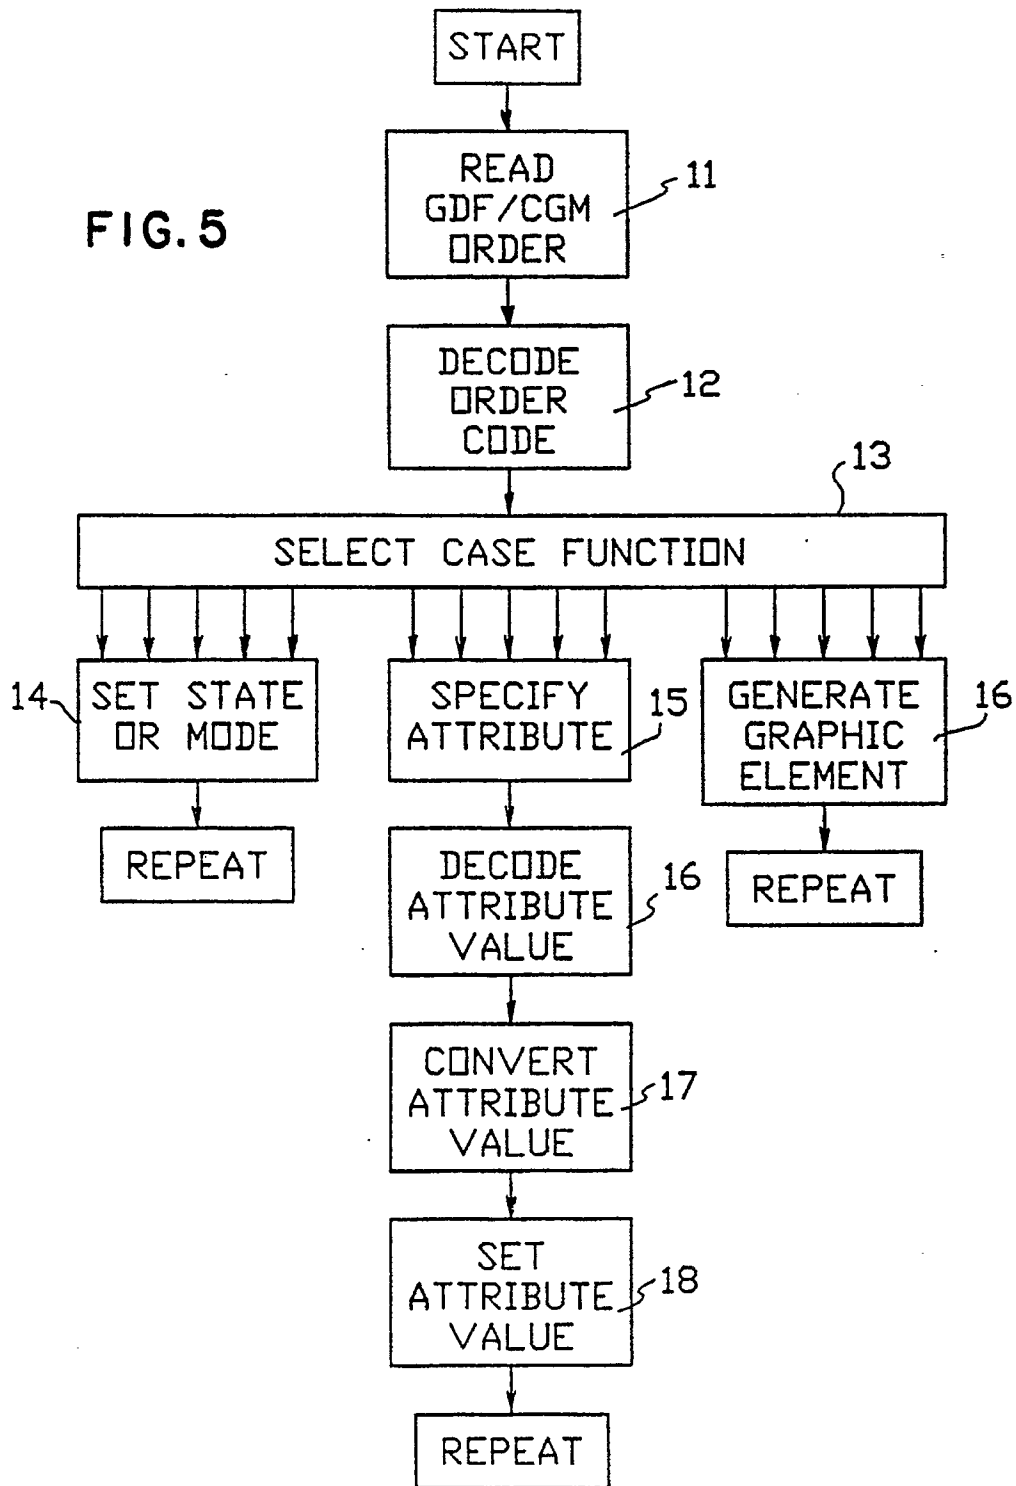 START
READ
GDF/CGM
ORDER
11
FIG. 5
DECODE
ORDER
CODE
12
13
SELECT CASE FUNCTION
14
SET STATE
OR MODE
SPECIFY
ATTRIBUTE
15
GENERATE
GRAPHIC
ELEMENT
16
REPEAT
DECODE
ATTRIBUTE
VALUE
16
REPEAT
CONVERT
ATTRIBUTE
VALUE
17
SET
ATTRIBUTE
VALUE
18
REPEAT